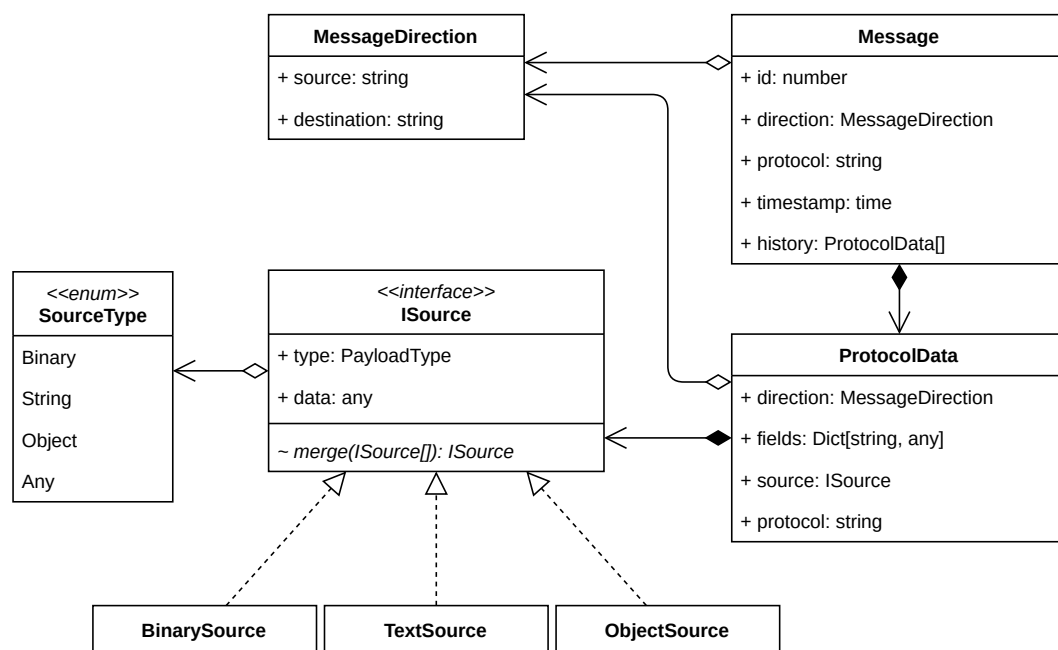 MessageDirection
+ source: string
+ destination: string
Message
+ id: number
+ direction: MessageDirection
+ protocol: string
+ timestamp: time
+ history: ProtocolData[]
<<enum>>
SourceType
Binary
String
Object
Any
<<interface>>
ISource
+ type: PayloadType
+ data: any
~ merge(ISource[]): ISource
ProtocolData
+ direction: MessageDirection
+ fields: Dict[string, any]
+ source: ISource
+ protocol: string
BinarySource
TextSource
ObjectSource